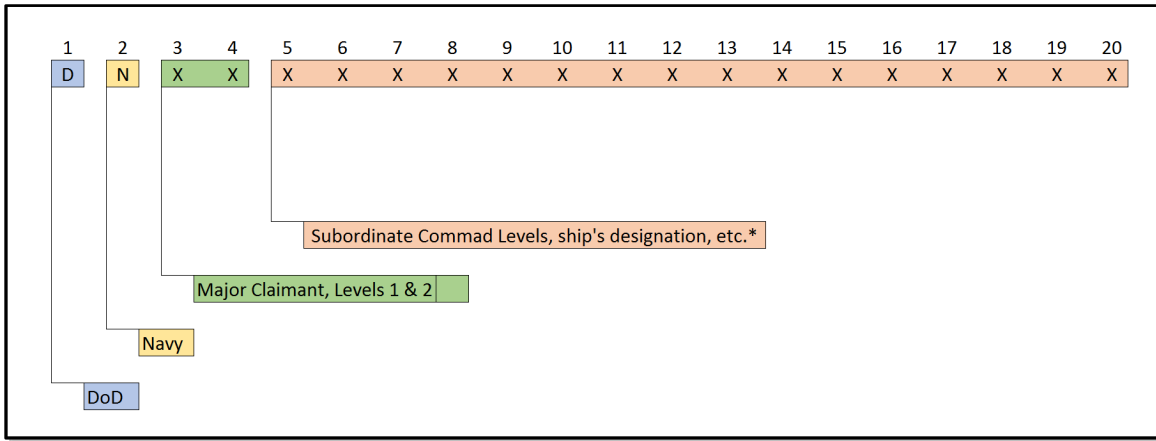 1 2 3 4 5 6 7 8 9 10 11 12 13 14 15 16 17 18 19 20
D N X X X X X X X X X X X X X X X X X X
Subordinate Commad Levels, ship's designation, etc.*
Major Claimant, Levels 1 & 2
Navy
DoD